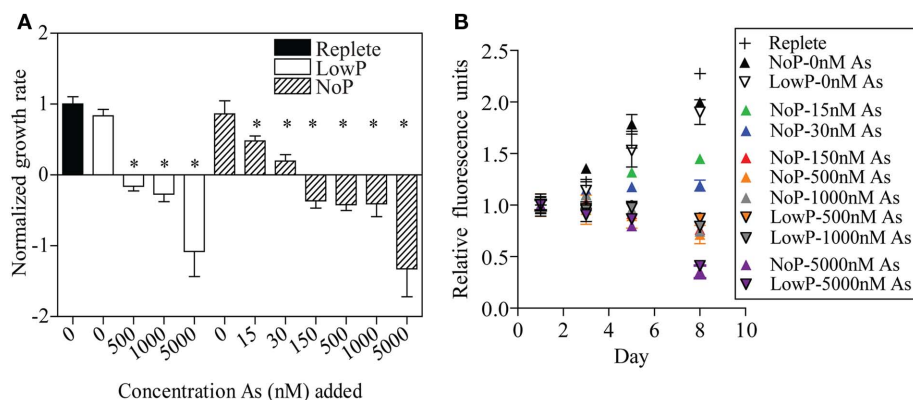 A
Normalized growth rate
2
1
0
-1
-2
Replete
LowP
NoP
* * * * * * * * *
0 0 500 1000 5000 0 15 30 150 500 1000 5000
Concentration As (nM) added
B
Relative fluorescence units
2.5
2.0
1.5
1.0
0.5
0.0
0 2 4 6 8 10
Day
Replete
NoP-0nM As
LowP-0nM As
NoP-15nM As
NoP-30nM As
NoP-150nM As
NoP-500nM As
NoP-1000nM As
LowP-500nM As
LowP-1000nM As
NoP-5000nM As
LowP-5000nM As